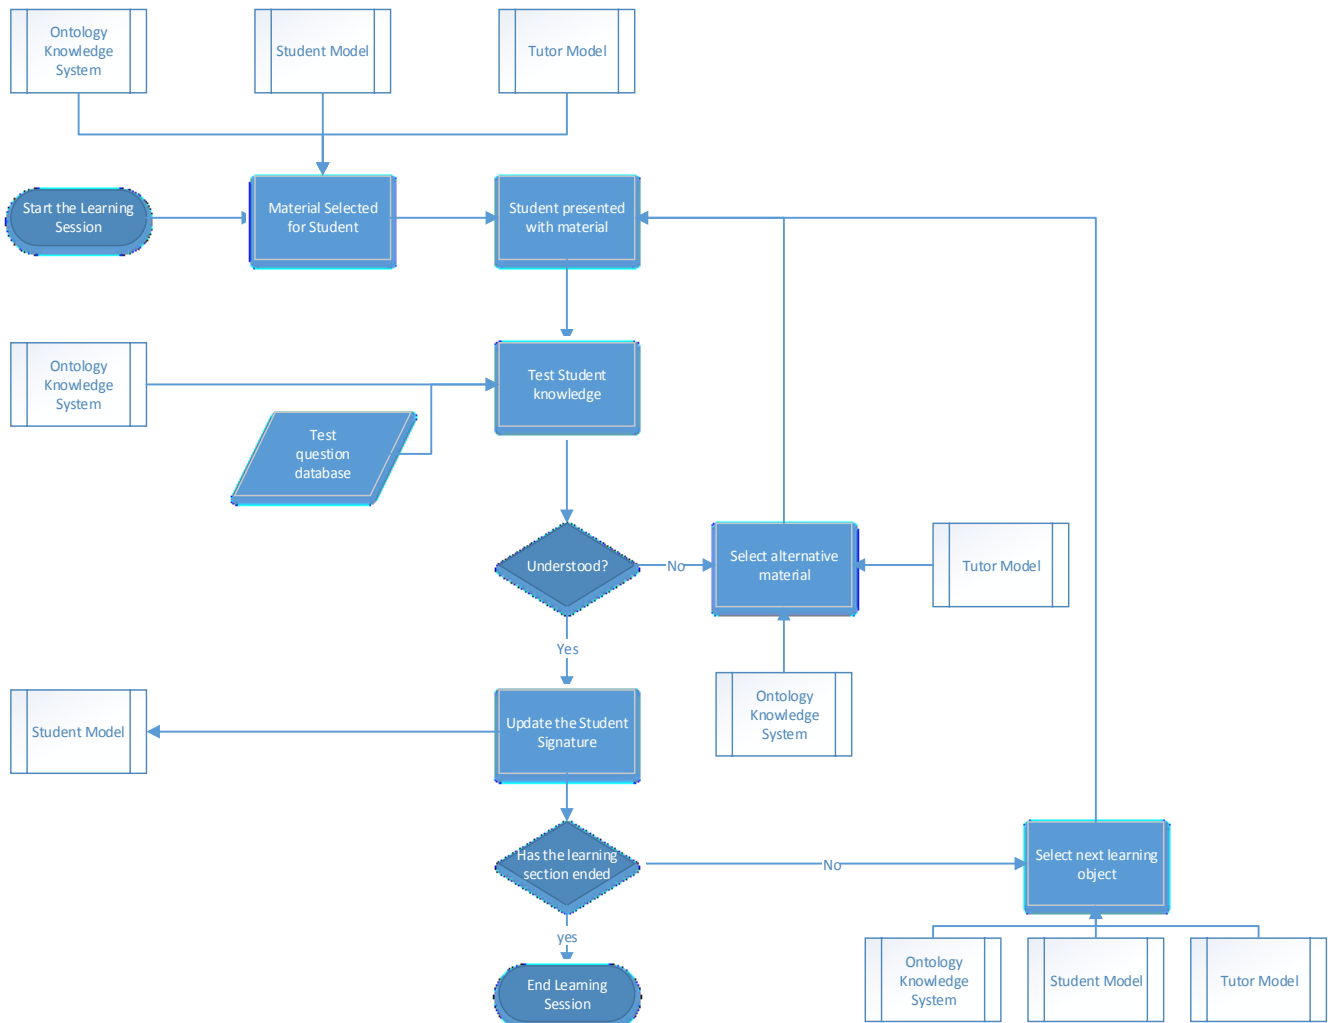 Ontology
Knowledge
System
Student Model
Tutor Model
Start the Learning
Session
Material Selected
for Student
Student presented
with material
Ontology
Knowledge
System
Test Student
knowledge
Test
question
database
Understood?
No
Select alternative
material
Tutor Model
Yes
Ontology
Knowledge
System
Student Model
Update the Student
Signature
Has the learning
section ended
No
Select next learning
object
yes
Ontology
Knowledge
System
Student Model
Tutor Model
End Learning
Session